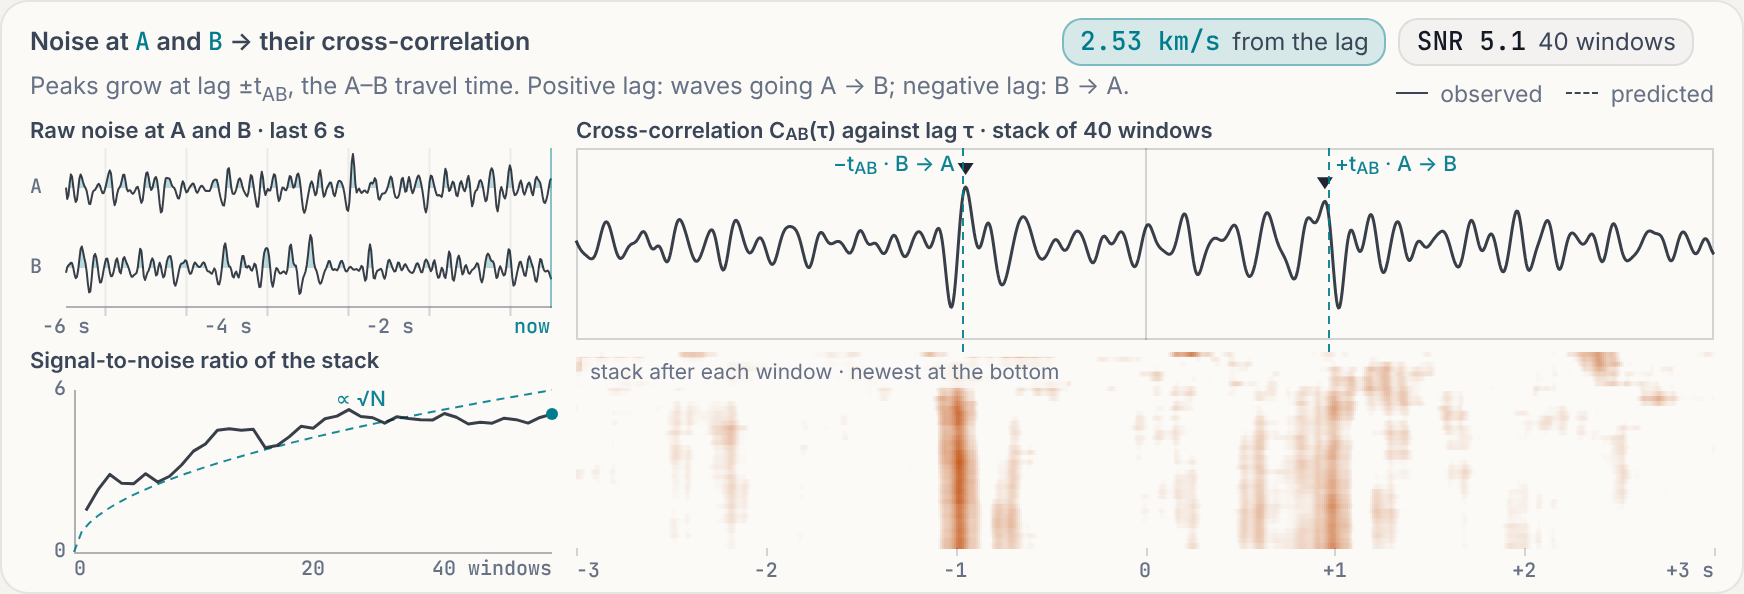 Noise at A and B → their cross-correlation
2.53 km/s from the lag
SNR 5.1 40 windows
Peaks grow at lag ±tAB, the A–B travel time. Positive lag: waves going A → B; negative lag: B → A.
observed predicted
Raw noise at A and B · last 6 s
A
B
-6 s -4 s -2 s now
Cross-correlation CAB(τ) against lag τ · stack of 40 windows
−tAB · B → A
+tAB · A → B
Signal-to-noise ratio of the stack
6
∝ √N
0
0 20 40 windows
stack after each window · newest at the bottom
-3 -2 -1 0 +1 +2 +3 s